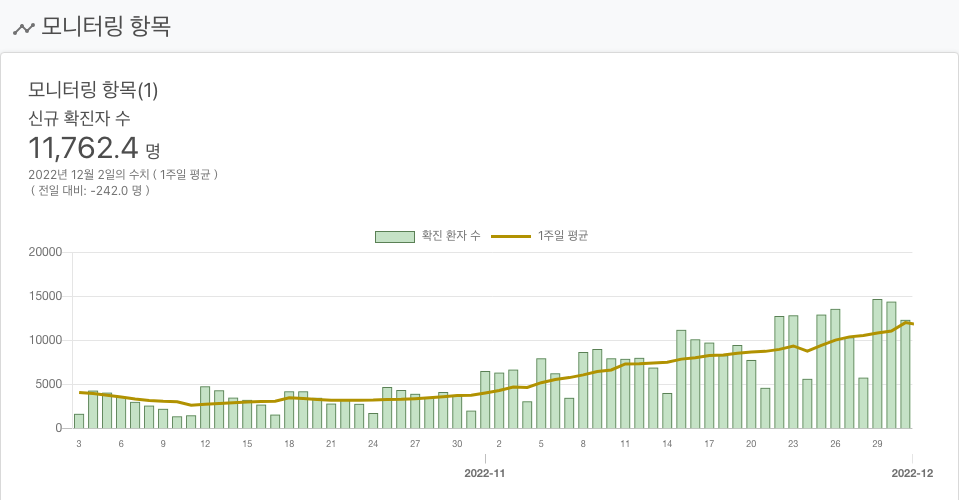 모니터링 항목
모니터링 항목(1)
신규 확진자 수
11,762.4 명
2022년 12월 2일의 수치 ( 1주일 평균 )
( 전일 대비: -242.0 명 )
확진 환자 수 1주일 평균
20000
15000
10000
5000
0
3 6 9 12 15 18 21 24 27 30 2 5 8 11 14 17 20 23 26 29
2022-11 2022-12